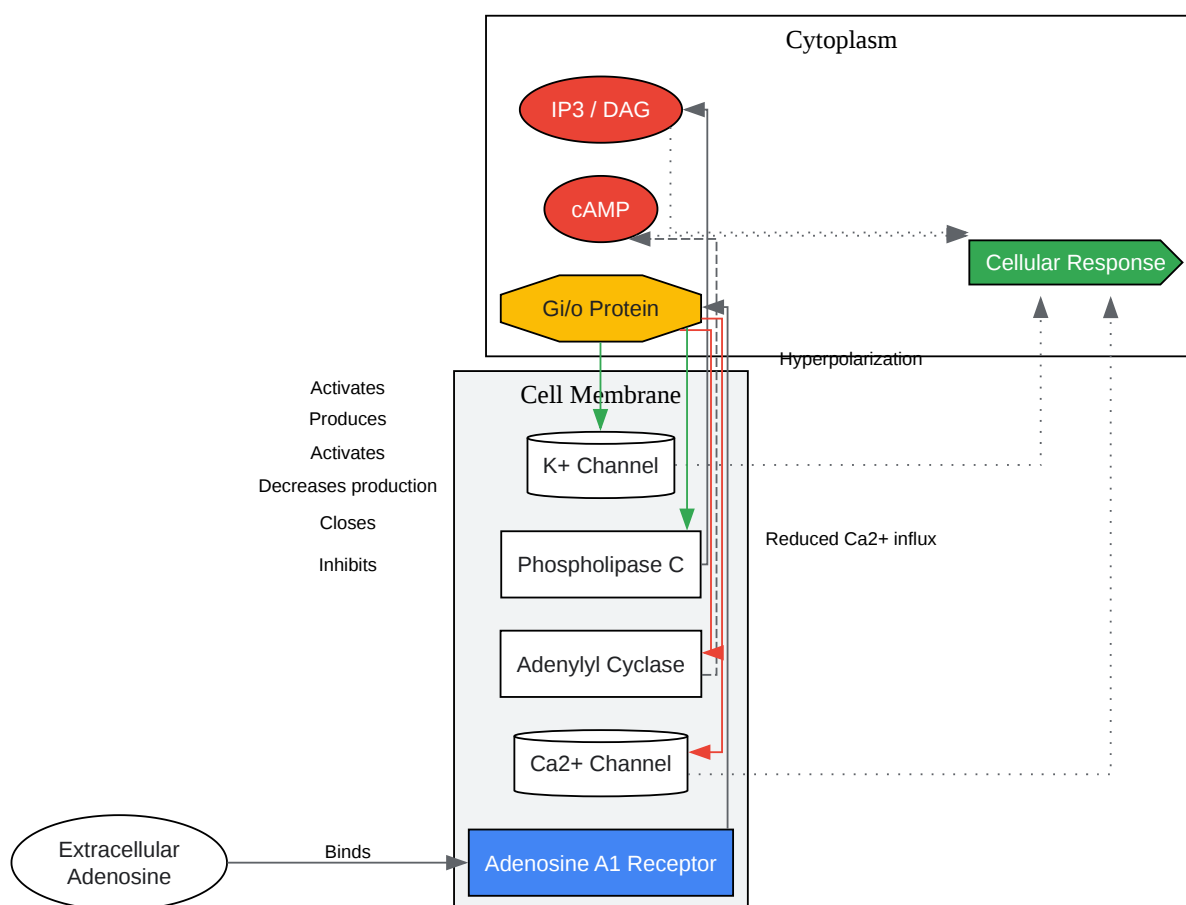 Cytoplasm
IP3 / DAG
cAMP
Cellular Response
Gi/o Protein
Hyperpolarization
Activates
Cell Membrane
Produces
Activates
K+ Channel
Decreases production
Closes
Reduced Ca2+ influx
Inhibits
Phospholipase C
Adenylyl Cyclase
Ca2+ Channel
Extracellular
Adenosine
Binds
Adenosine A1 Receptor